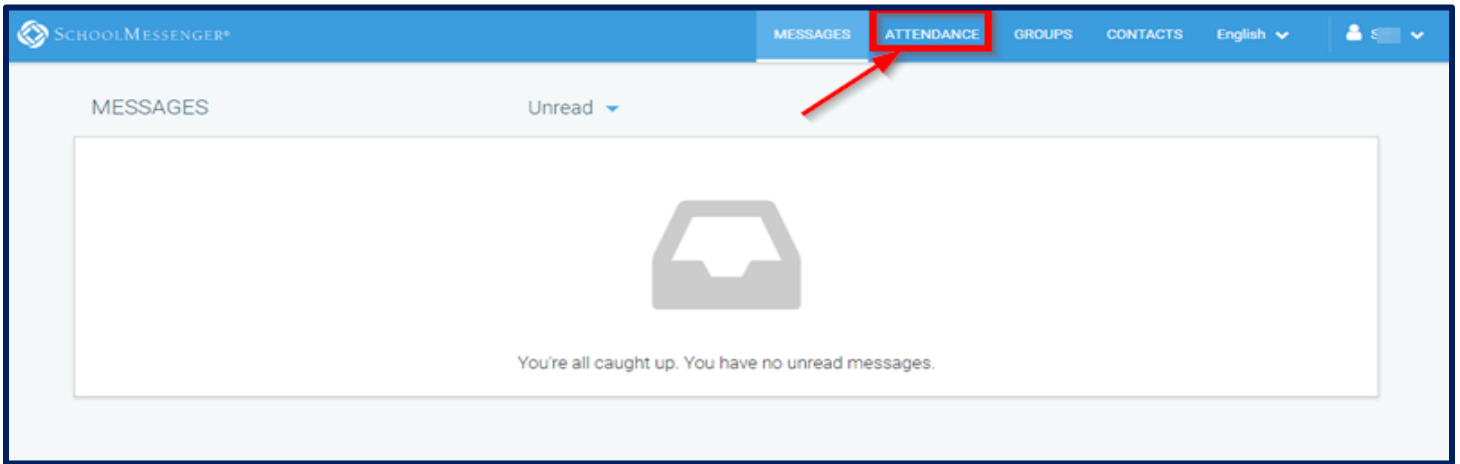 SCHOOLMESSENGER® MESSAGES ATTENDANCE GROUPS CONTACTS English
MESSAGES Unread
You're all caught up. You have no unread messages.